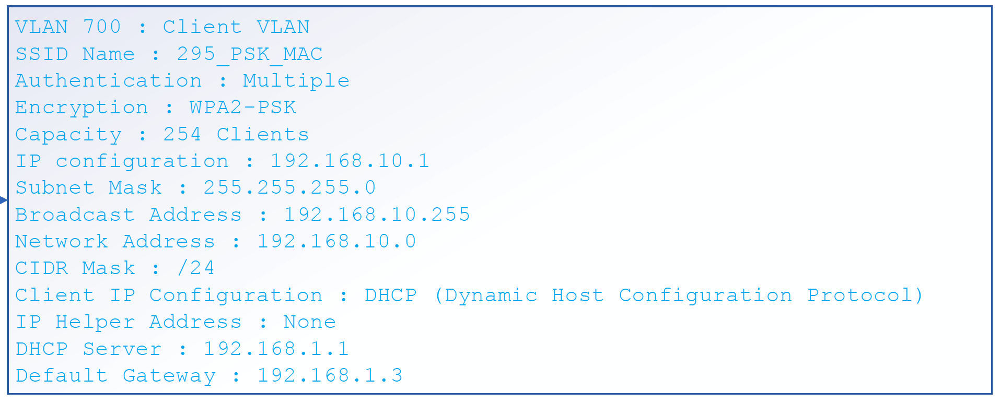 VLAN 700 : Client VLAN
SSID Name : 295_PSK_MAC
Authentication : Multiple
Encryption : WPA2-PSK
Capacity : 254 Clients
IP configuration : 192.168.10.1
Subnet Mask : 255.255.255.0
Broadcast Address : 192.168.10.255
Network Address : 192.168.10.0
CIDR Mask : /24
Client IP Configuration : DHCP (Dynamic Host Configuration Protocol)
IP Helper Address : None
DHCP Server : 192.168.1.1
Default Gateway : 192.168.1.3